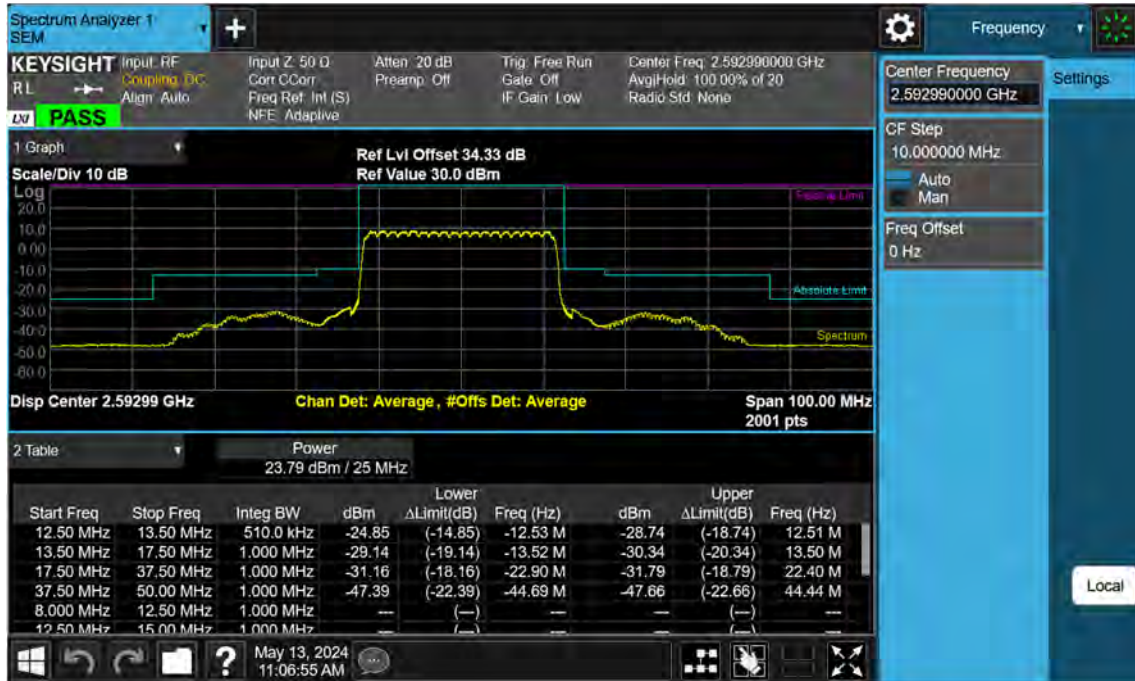 Spectrum Analyzer 1
SEM
+
Frequency
KEYSIGHT
RL
LXI
PASS
Input: RF
Coupling: DC
Align: Auto
Input Z: 50 Ω
Corr CCorr
Freq Ref: Int (S)
NFE: Adaptive
Atten: 20 dB
Preamp: Off
Trig: Free Run
Gate: Off
IF Gain: Low
Center Freq: 2.592990000 GHz
Avg|Hold: 100.00% of 20
Radio Std: None
Center Frequency
2.592990000 GHz
Settings
CF Step
10.000000 MHz
Auto
Man
Freq Offset
0 Hz
1 Graph
Scale/Div 10 dB
Ref Lvl Offset 34.33 dB
Ref Value 30.0 dBm
Log
20.0
10.0
0.00
-10.0
-20.0
-30.0
-40.0
-50.0
-60.0
Absolute Limit
Spectrum
Disp Center 2.59299 GHz
Chan Det: Average, #Offs Det: Average
Span 100.00 MHz
2001 pts
2 Table
Power
23.79 dBm / 25 MHz
Lower Upper
Start Freq Stop Freq Integ BW dBm ΔLimit(dB) Freq (Hz) dBm ΔLimit(dB) Freq (Hz)
12.50 MHz 13.50 MHz 510.0 kHz -24.85 (-14.85) -12.53 M -28.74 (-18.74) 12.51 M
13.50 MHz 17.50 MHz 1.000 MHz -29.14 (-19.14) -13.52 M -30.34 (-20.34) 13.50 M
17.50 MHz 37.50 MHz 1.000 MHz -31.16 (-18.16) -22.90 M -31.79 (-18.79) 22.40 M
37.50 MHz 50.00 MHz 1.000 MHz -47.39 (-22.39) -44.69 M -47.66 (-22.66) 44.44 M
8.000 MHz 12.50 MHz 1.000 MHz --- (---) --- --- (---) ---
12.50 MHz 15.00 MHz 1.000 MHz --- (---) --- --- (---) ---
Local
?
May 13, 2024
11:06:55 AM